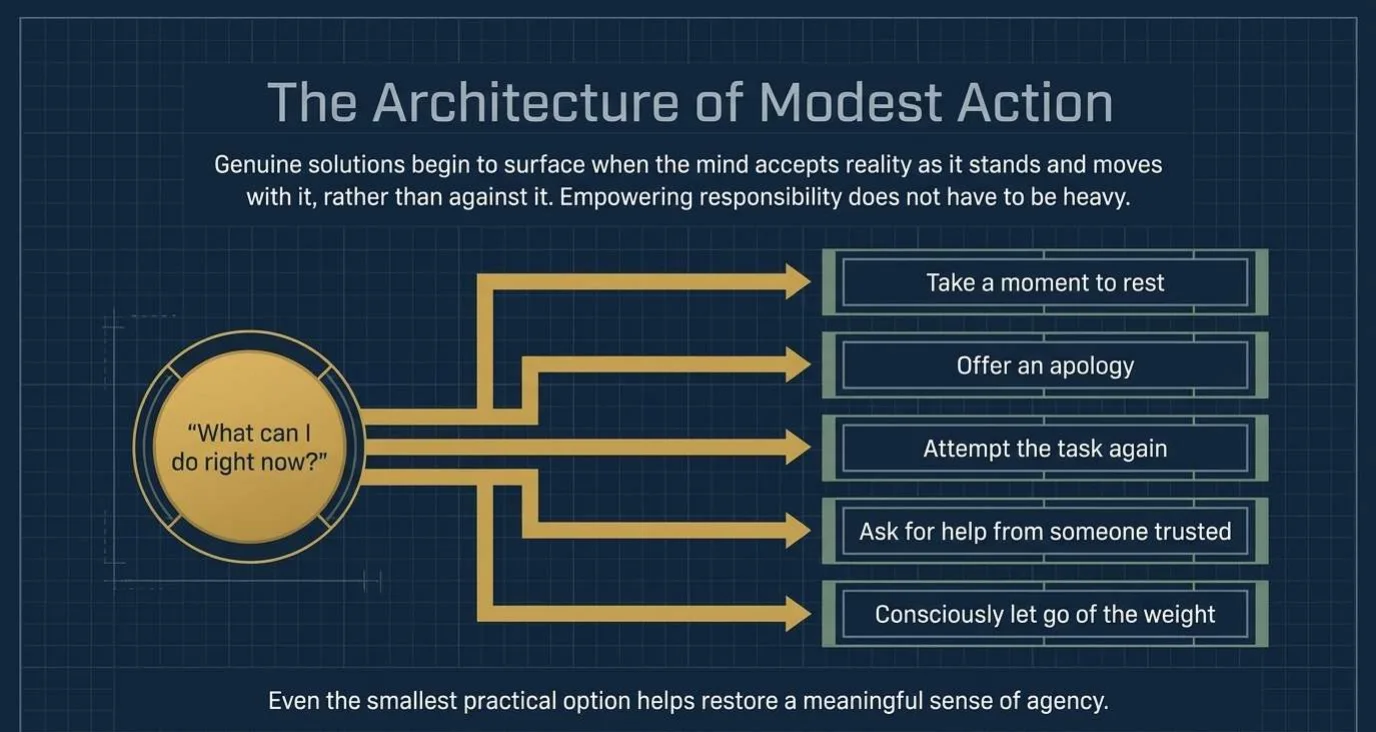 The Architecture of Modest Action
Genuine solutions begin to surface when the mind accepts reality as it stands and moves
with it, rather than against it. Empowering responsibility does not have to be heavy.
“What can I
do right now?”
Take a moment to rest
Offer an apology
Attempt the task again
Ask for help from someone trusted
Consciously let go of the weight
Even the smallest practical option helps restore a meaningful sense of agency.